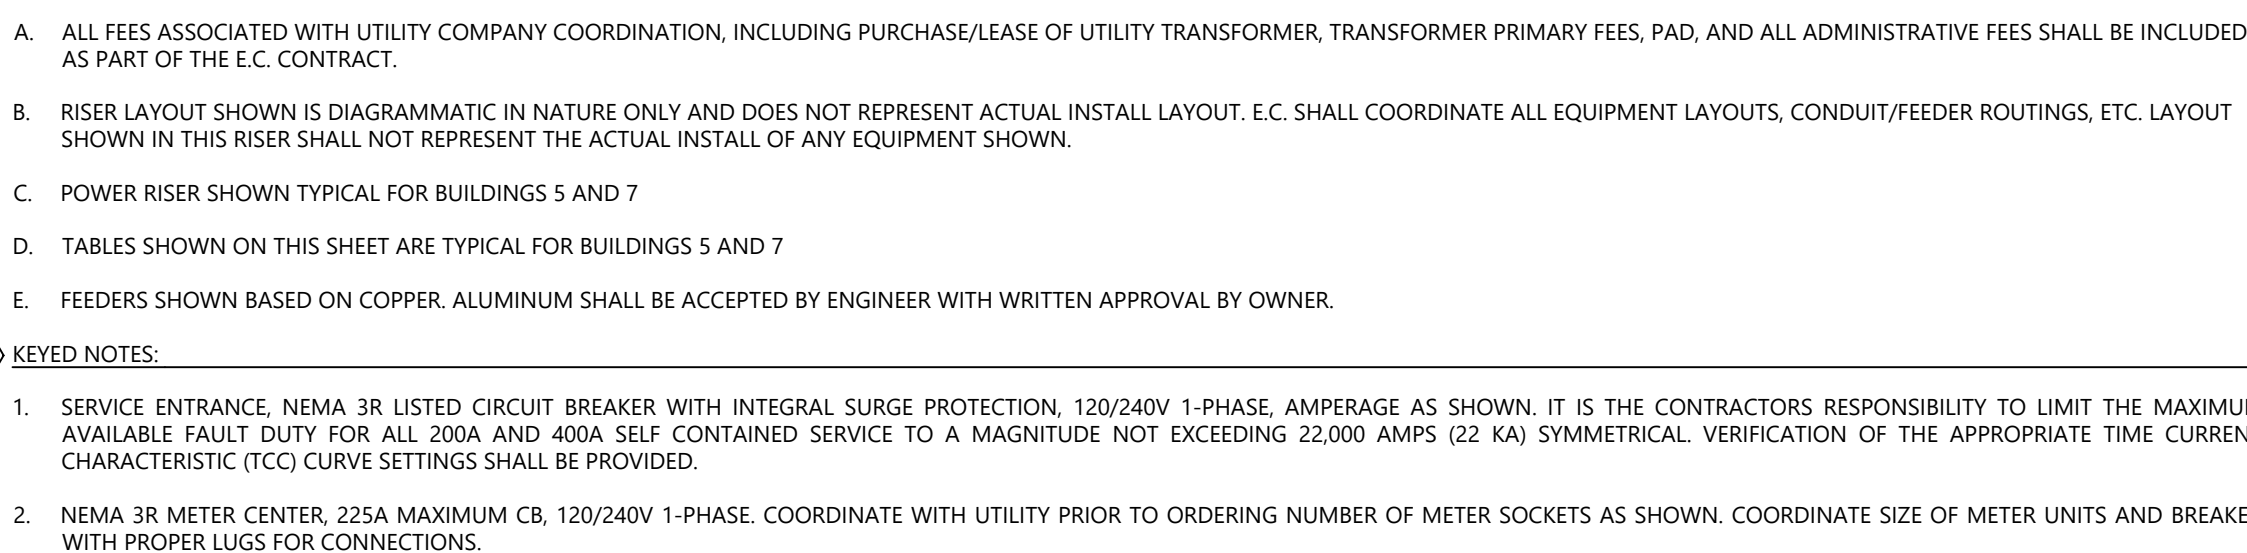 A. ALL FEES ASSOCIATED WITH UTILITY COMPANY COORDINATION, INCLUDING PURCHASE/LEASE OF UTILITY TRANSFORMER, TRANSFORMER PRIMARY FEES, PAD, AND ALL ADMINISTRATIVE FEES SHALL BE INCLUDED
AS PART OF THE E.C. CONTRACT.
B. RISER LAYOUT SHOWN IS DIAGRAMMATIC IN NATURE ONLY AND DOES NOT REPRESENT ACTUAL INSTALL LAYOUT. E.C. SHALL COORDINATE ALL EQUIPMENT LAYOUTS, CONDUIT/FEEDER ROUTINGS, ETC. LAYOUT
SHOWN IN THIS RISER SHALL NOT REPRESENT THE ACTUAL INSTALL OF ANY EQUIPMENT SHOWN.
C. POWER RISER SHOWN TYPICAL FOR BUILDINGS 5 AND 7
D. TABLES SHOWN ON THIS SHEET ARE TYPICAL FOR BUILDINGS 5 AND 7
E. FEEDERS SHOWN BASED ON COPPER. ALUMINUM SHALL BE ACCEPTED BY ENGINEER WITH WRITTEN APPROVAL BY OWNER.
KEYED NOTES:
1. SERVICE ENTRANCE, NEMA 3R LISTED CIRCUIT BREAKER WITH INTEGRAL SURGE PROTECTION, 120/240V 1-PHASE, AMPERAGE AS SHOWN. IT IS THE CONTRACTORS RESPONSIBILITY TO LIMIT THE
AVAILABLE FAULT DUTY FOR ALL 200A AND 400A SELF CONTAINED SERVICE TO A MAGNITUDE NOT EXCEEDING 22,000 AMPS (22 KA) SYMMETRICAL. VERIFICATION OF THE APPROPRIATE TIME
CHARACTERISTIC (TCC) CURVE SETTINGS SHALL BE PROVIDED.
2. NEMA 3R METER CENTER, 225A MAXIMUM CB, 120/240V 1-PHASE. COORDINATE WITH UTILITY PRIOR TO ORDERING NUMBER OF METER SOCKETS AS SHOWN. COORDINATE SIZE OF METER UNITS AND
WITH PROPER LUGS FOR CONNECTIONS.